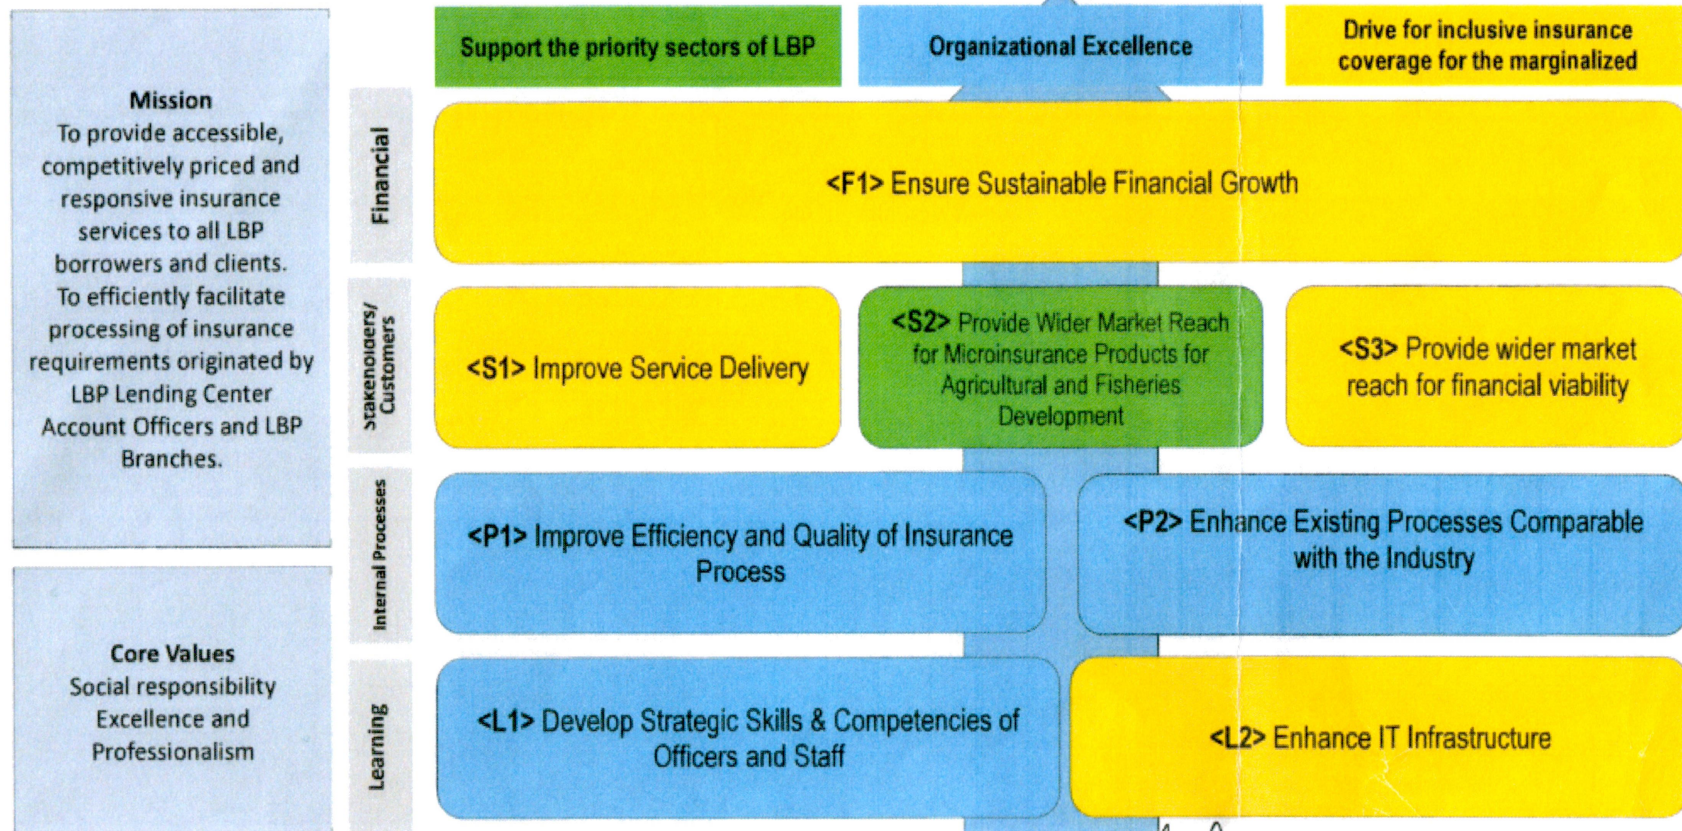 Support the priority sectors of LBP
Organizational Excellence
Drive for inclusive insurance
coverage for the marginalized
Mission
To provide accessible,
competitively priced and
responsive insurance
services to all LBP
borrowers and clients.
To efficiently facilitate
processing of insurance
requirements originated by
LBP Lending Center
Account Officers and LBP
Branches.
Core Values
Social responsibility
Excellence and
Professionalism
Financial
<F1> Ensure Sustainable Financial Growth
Stakeholders/
Customers
<S1> Improve Service Delivery
<S2> Provide Wider Market Reach
for Microinsurance Products for
Agricultural and Fisheries
Development
<S3> Provide wider market
reach for financial viability
Internal Processes
<P1> Improve Efficiency and Quality of Insurance
Process
<P2> Enhance Existing Processes Comparable
with the Industry
Learning
<L1> Develop Strategic Skills & Competencies of
Officers and Staff
<L2> Enhance IT Infrastructure